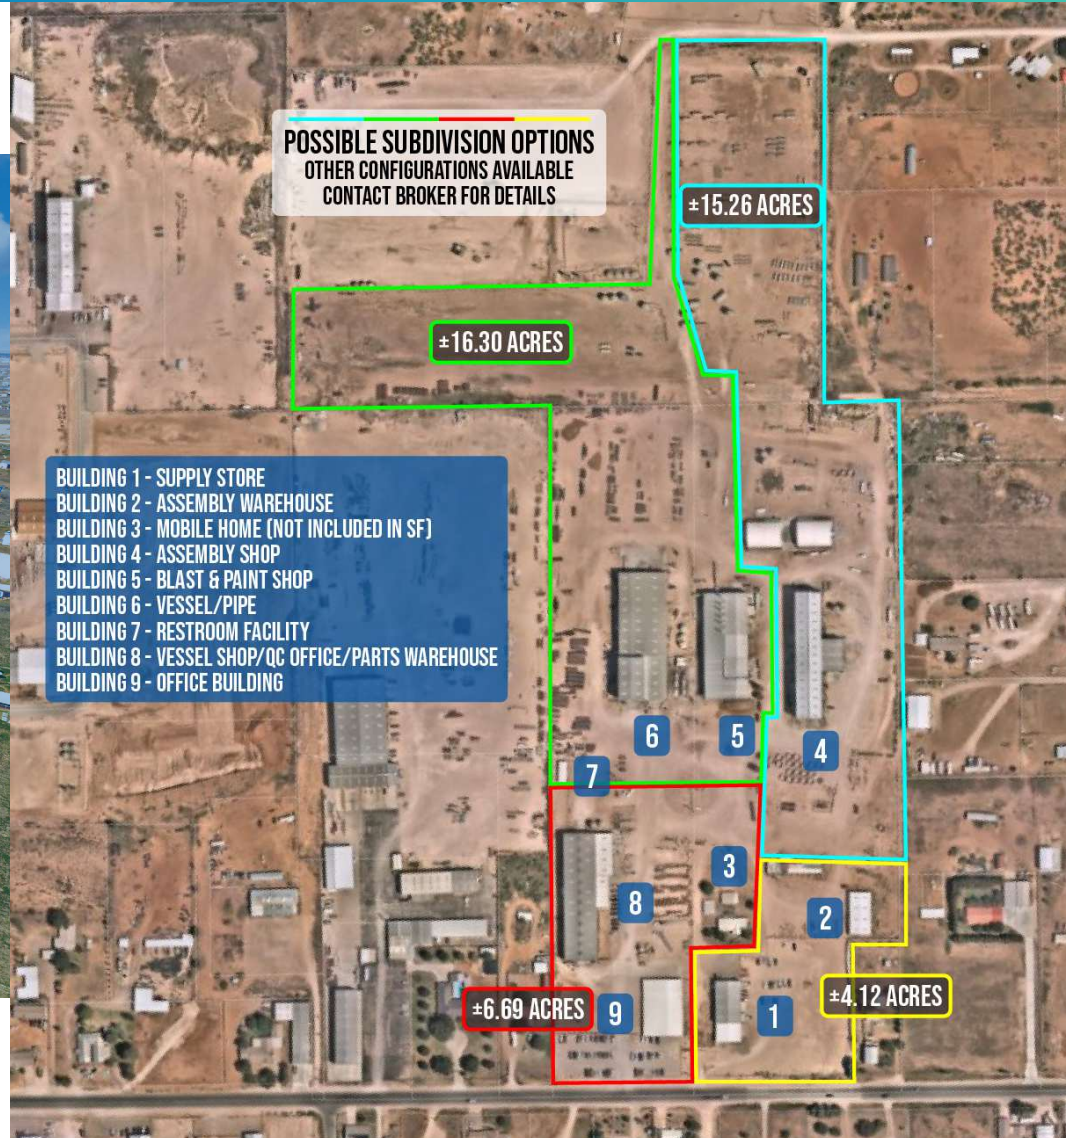 POSSIBLE SUBDIVISION OPTIONS
OTHER CONFIGURATIONS AVAILABLE
CONTACT BROKER FOR DETAILS
±15.26 ACRES
±16.30 ACRES
BUILDING 1 - SUPPLY STORE
BUILDING 2 - ASSEMBLY WAREHOUSE
BUILDING 3 - MOBILE HOME (NOT INCLUDED IN SF)
BUILDING 4 - ASSEMBLY SHOP
BUILDING 5 - BLAST & PAINT SHOP
BUILDING 6 - VESSEL/PIPE
BUILDING 7 - RESTROOM FACILITY
BUILDING 8 - VESSEL SHOP/QC OFFICE/PARTS WAREHOUSE
BUILDING 9 - OFFICE BUILDING
6
5
4
7
3
8
2
±6.69 ACRES
9
1
±4.12 ACRES